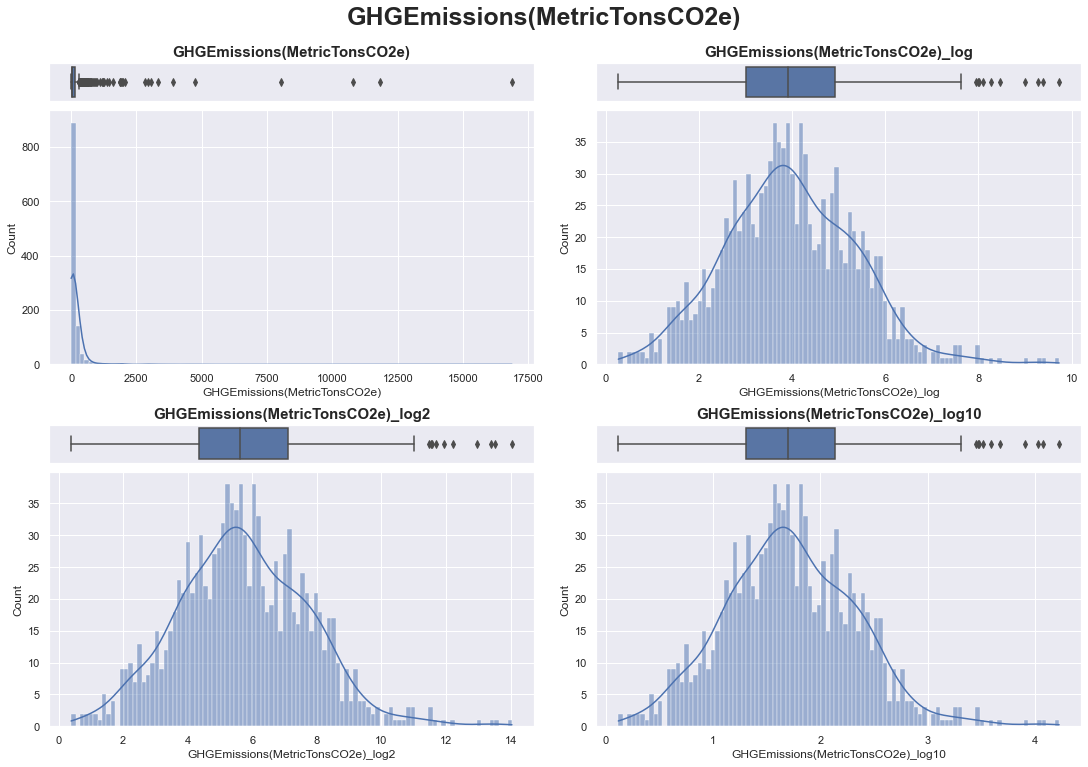 GHGEmissions(MetricTonsCO2e)
GHGEmissions(MetricTonsCO2e)
800
600
400
200
0
Count
0 2500 5000 7500 10000 12500 15000 17500
GHGEmissions(MetricTonsCO2e)
GHGEmissions(MetricTonsCO2e)_log
35
30
25
20
15
10
5
0
Count
0 2 4 6 8 10
GHGEmissions(MetricTonsCO2e)_log
GHGEmissions(MetricTonsCO2e)_log2
35
30
25
20
15
10
5
0
Count
0 2 4 6 8 10 12 14
GHGEmissions(MetricTonsCO2e)_log2
GHGEmissions(MetricTonsCO2e)_log10
35
30
25
20
15
10
5
0
Count
0 1 2 3 4
GHGEmissions(MetricTonsCO2e)_log10